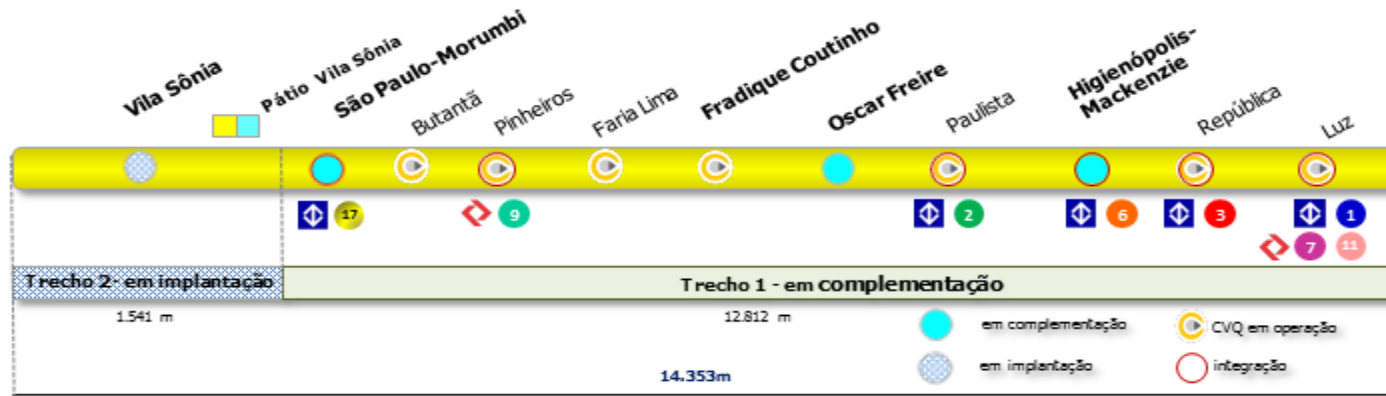 Vila Sônia
Pátio Vila Sônia
São Paulo-Morumbi
Butantã
Pinheiros
Faria Lima
Fradique Coutinho
Oscar Freire
Paulista
Higienópolis-
Mackenzie
República
Luz
17
9
2
6
3
1
7
11
Trecho 2- em implantação
Trecho 1 - em complementação
1.541 m
12.812 m
em complementação
CVQ em operação
em implantação
integração
14.353m